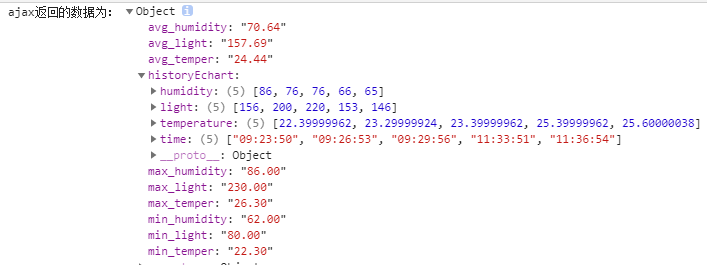 ajax返回的数据为: ▼Object i
avg_humidity: "70.64"
avg_light: "157.69"
avg_temper: "24.44"
▼historyEchart:
▶humidity: (5) [86, 76, 76, 66, 65]
▶light: (5) [156, 200, 220, 153, 146]
▶temperature: (5) [22.39999962, 23.29999924, 23.39999962, 25.39999962, 25.60000038]
▶time: (5) ["09:23:50", "09:26:53", "09:29:56", "11:33:51", "11:36:54"]
▶__proto__: Object
max_humidity: "86.00"
max_light: "230.00"
max_temper: "26.30"
min_humidity: "62.00"
min_light: "80.00"
min_temper: "22.30"